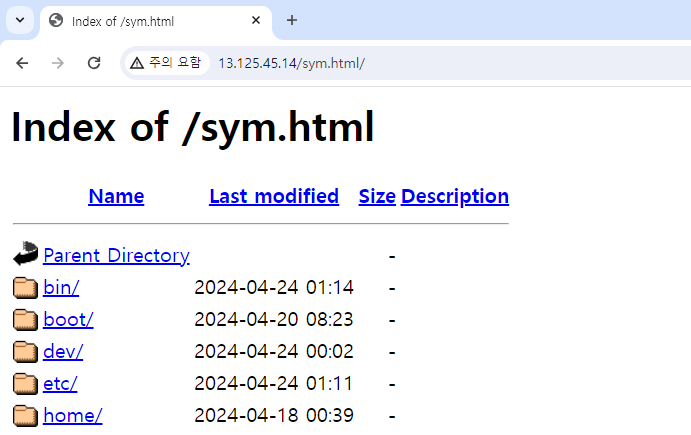 Index of /sym.html
주의 요함 13.125.45.14/sym.html/
Index of /sym.html
Name Last modified Size Description
Parent Directory -
bin/ 2024-04-24 01:14 -
boot/ 2024-04-20 08:23 -
dev/ 2024-04-24 00:02 -
etc/ 2024-04-24 01:11 -
home/ 2024-04-18 00:39 -